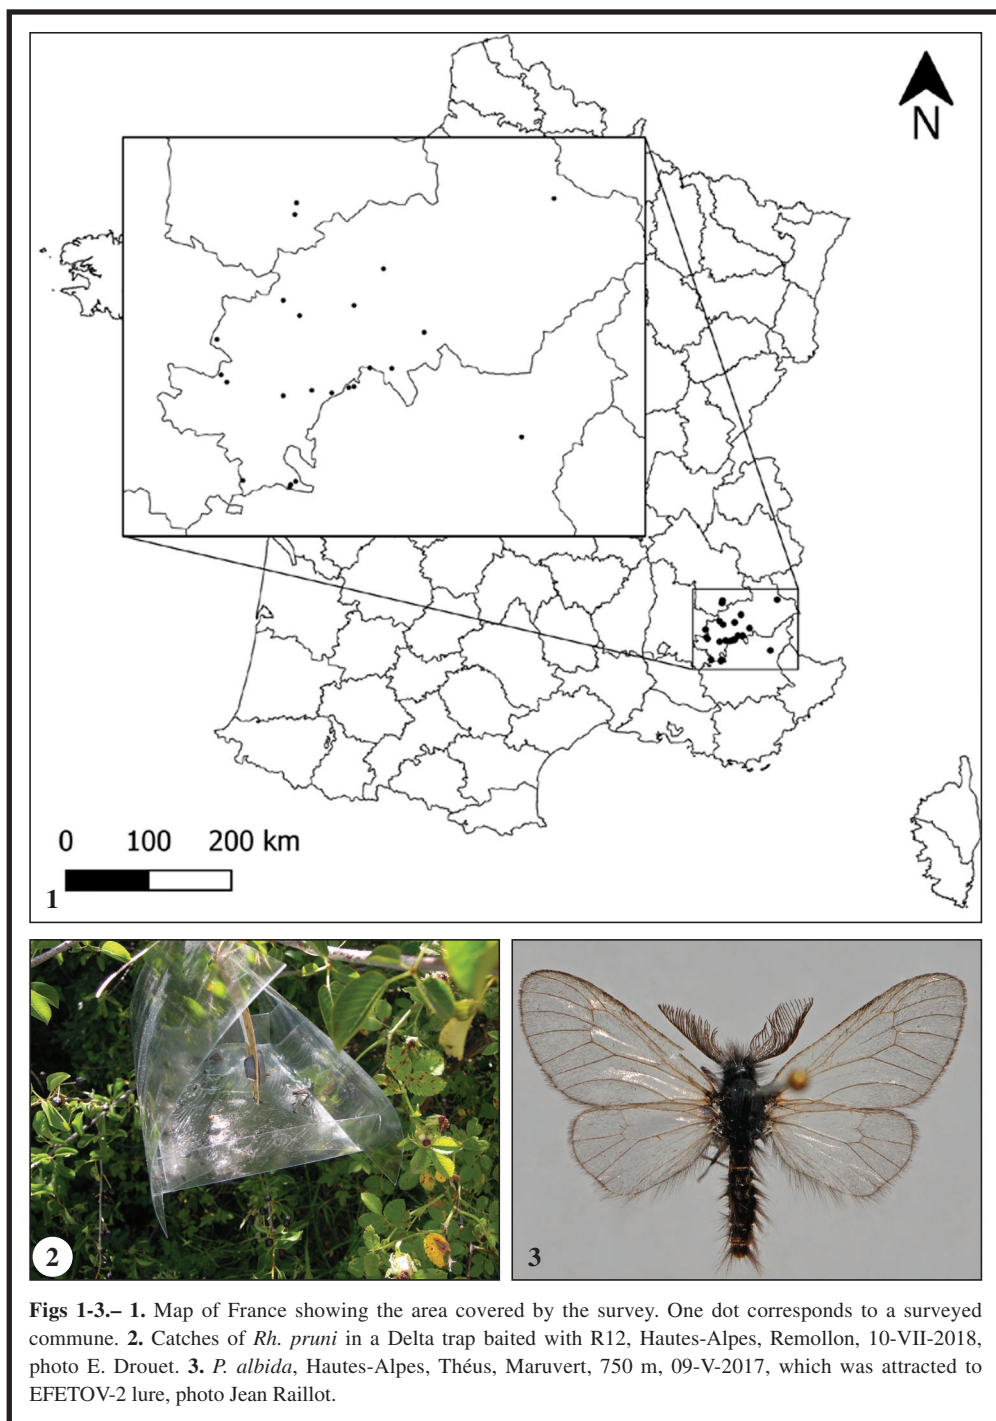 N
0 100 200 km
1
2
3
Figs 1-3.– 1. Map of France showing the area covered by the survey. One dot corresponds to a surveyed
commune. 2. Catches of Rh. pruni in a Delta trap baited with R12, Hautes-Alpes, Remollon, 10-VII-2018,
photo E. Drouet. 3. P. albida, Hautes-Alpes, Théus, Maruvert, 750 m, 09-V-2017, which was attracted to
EFETOV-2 lure, photo Jean Raillot.